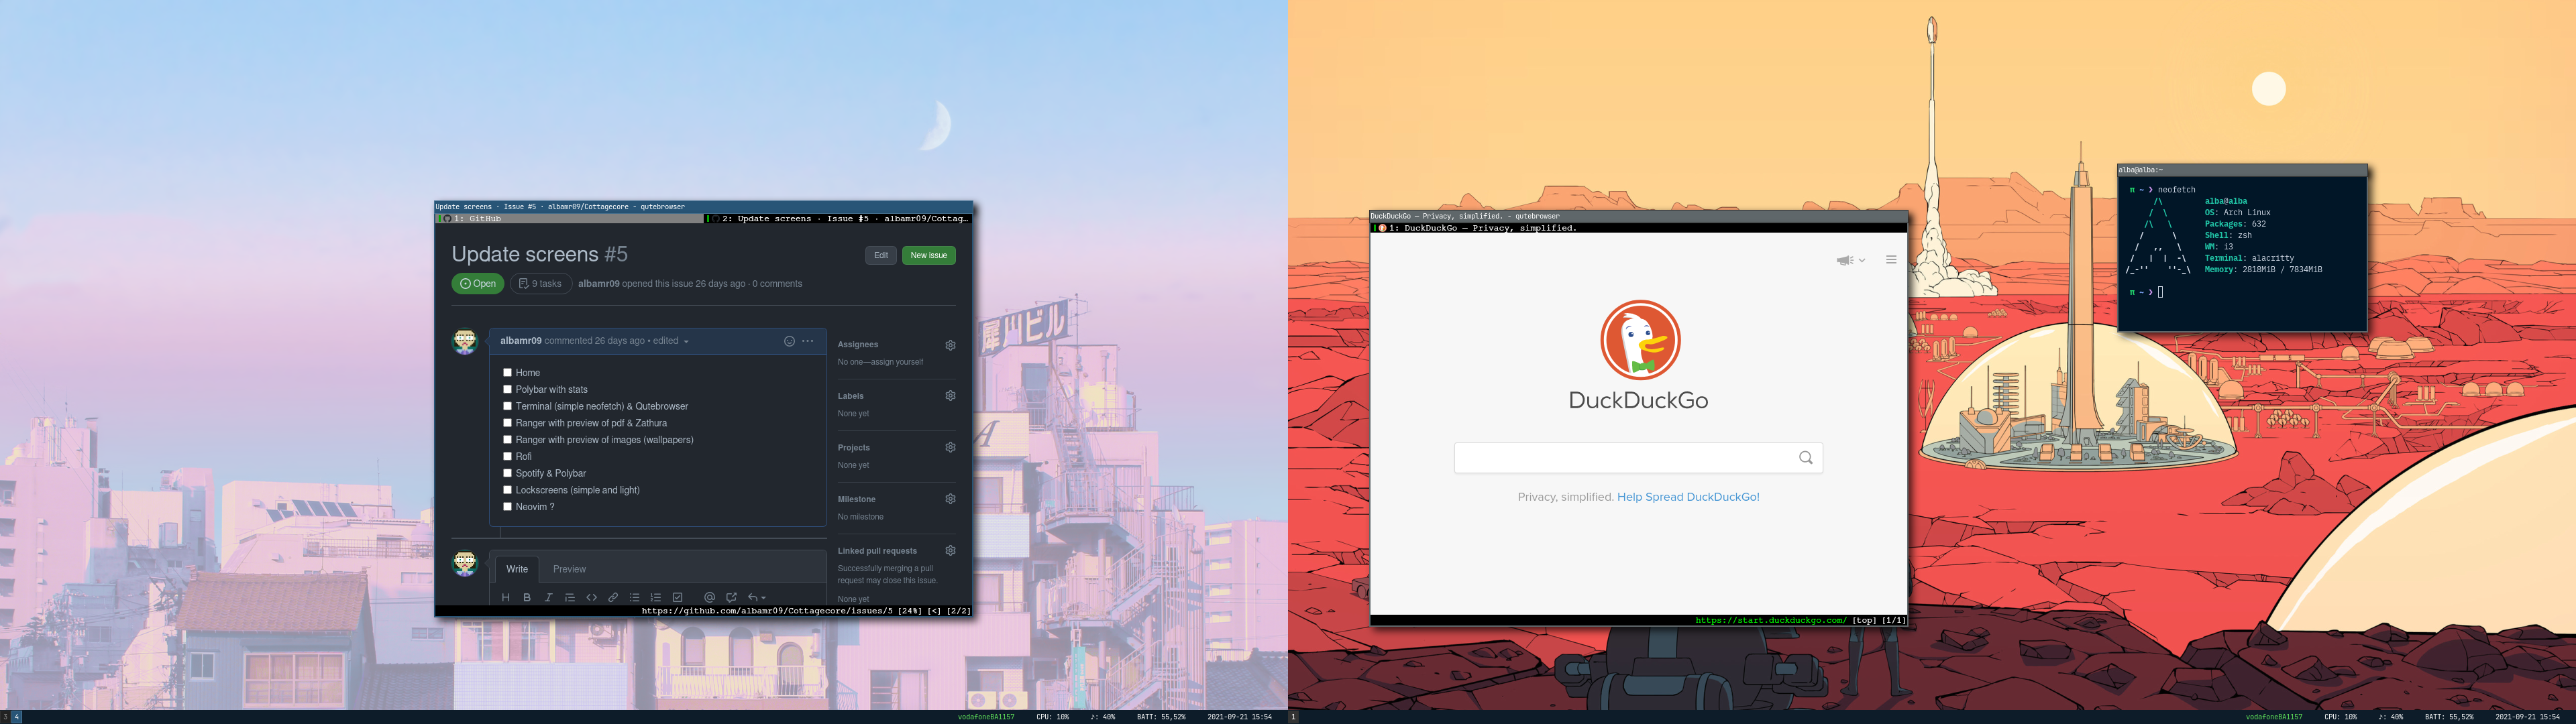 Update screens · Issue #5 · albamr09/Cottagecore - qutebrowser
1: GitHub
2: Update screens · Issue #5 · albamr09/Cottag…
Update screens #5
Edit
New issue
Open
9 tasks
albamr09 opened this issue 26 days ago · 0 comments
albamr09 commented 26 days ago • edited
Home
Polybar with stats
Terminal (simple neofetch) & Qutebrowser
Ranger with preview of pdf & Zathura
Ranger with preview of images (wallpapers)
Rofi
Spotify & Polybar
Lockscreens (simple and light)
Neovim ?
Assignees
No one—assign yourself
Labels
None yet
Projects
None yet
Milestone
No milestone
Linked pull requests
Successfully merging a pull
request may close this issue.
None yet
Write
Preview
https://github.com/albamr09/Cottagecore/issues/5 [24%] [<] [2/2]
犀川ビル
A
3 4
vodafoneBA1157 CPU: 10% ♪: 40% BATT: 55,52% 2021-09-21 15:54
DuckDuckGo — Privacy, simplified. - qutebrowser
1: DuckDuckGo — Privacy, simplified.
DuckDuckGo
Privacy, simplified. Help Spread DuckDuckGo!
https://start.duckduckgo.com/ [top] [1/1]
alba@alba:~
π ~ ❯ neofetch
alba@alba
OS: Arch Linux
Packages: 632
Shell: zsh
WM: i3
Terminal: alacritty
Memory: 2818MiB / 7834MiB
π ~ ❯
1
vodafoneBA1157 CPU: 10% ♪: 40% BATT: 55,52% 2021-09-21 15:54